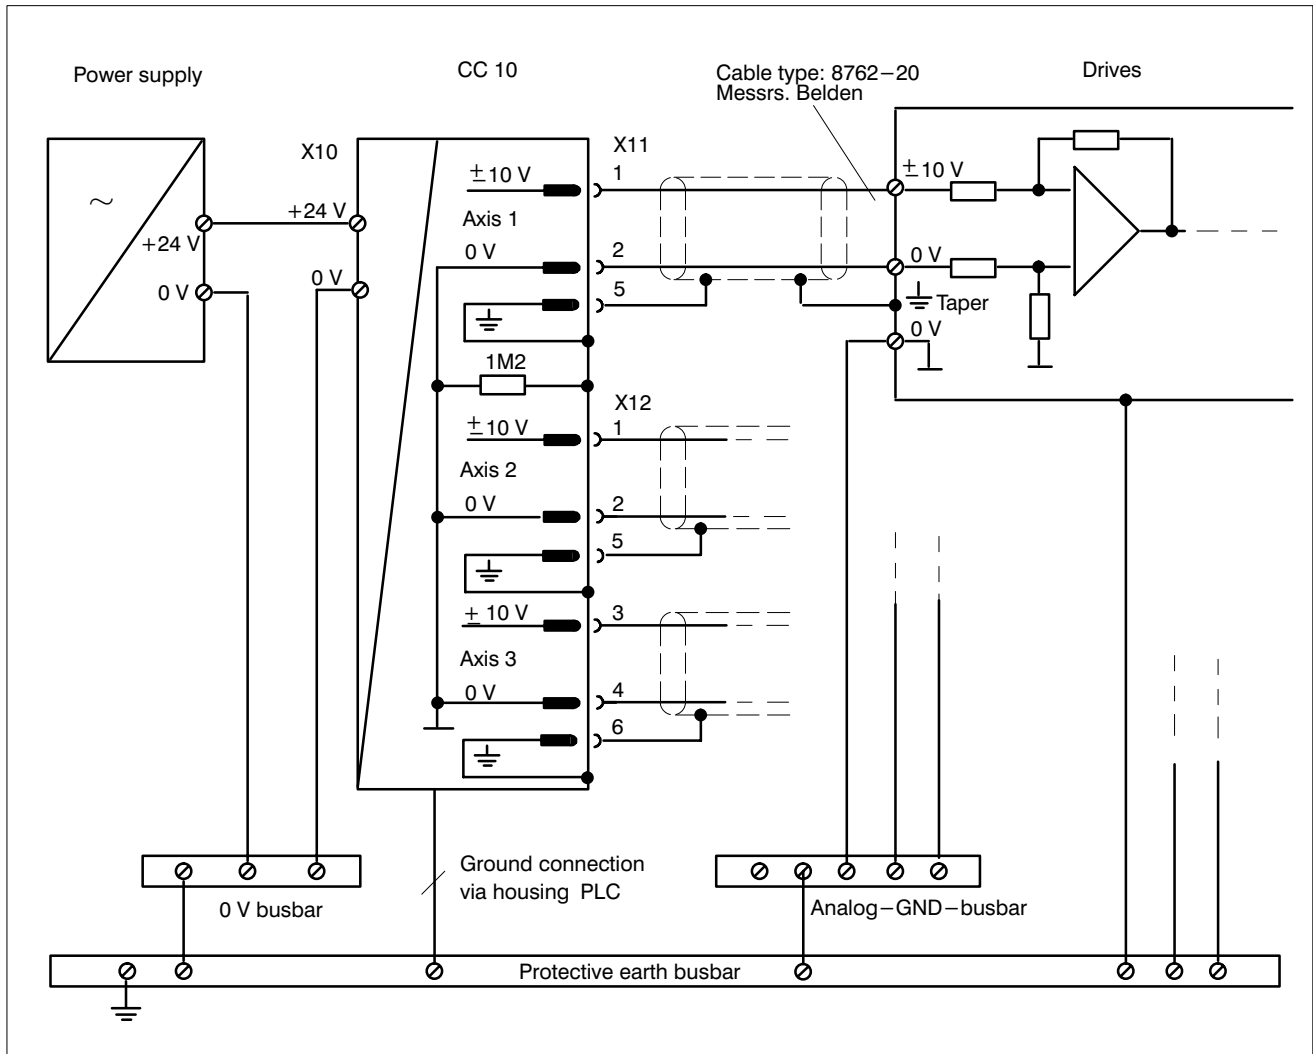 Power supply
CC 10
Cable type: 8762−20
Messrs. Belden
Drives
X10
X11
∼
+24 V
0 V
+24 V
0 V
±10 V
1
Axis 1
0 V
2
5
1M2
X12
±10 V
1
Axis 2
0 V
2
5
± 10 V
3
Axis 3
0 V
4
6
±10 V
0 V
Taper
0 V
Ground connection
via housing PLC
0 V busbar
Analog−GND−busbar
Protective earth busbar